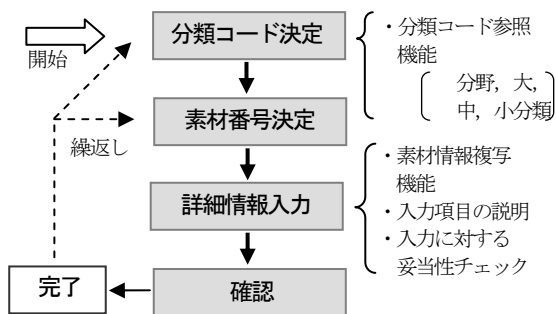 開始
分類コード決定
・分類コード参照
機能
分野，大，
中，小分類
素材番号決定
繰返し
詳細情報入力
・素材情報複写
機能
・入力項目の説明
・入力に対する
妥当性チェック
確認
完了